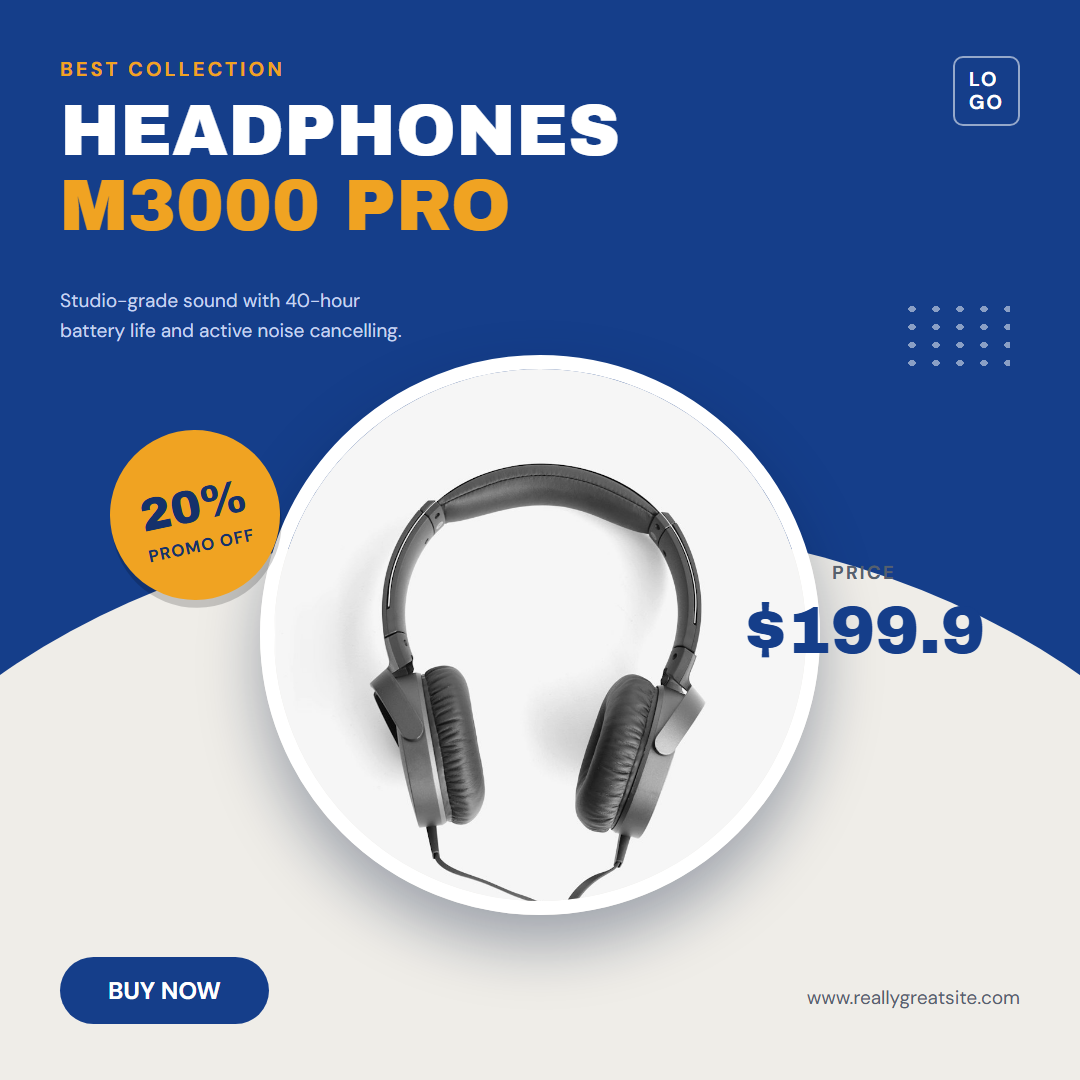 BEST COLLECTION
LO
GO
HEADPHONES
M3000 PRO
Studio-grade sound with 40-hour
battery life and active noise cancelling.
20%
PROMO OFF
PRICE
$199.9
BUY NOW
www.reallygreatsite.com